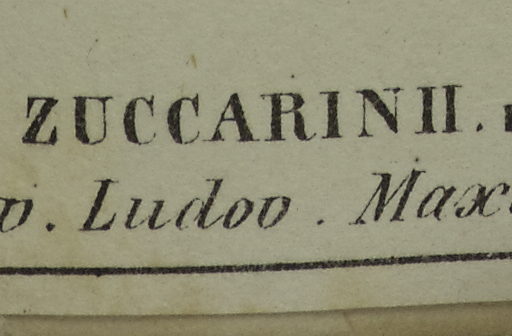 ZUCCARINII.
. Ludov. Max